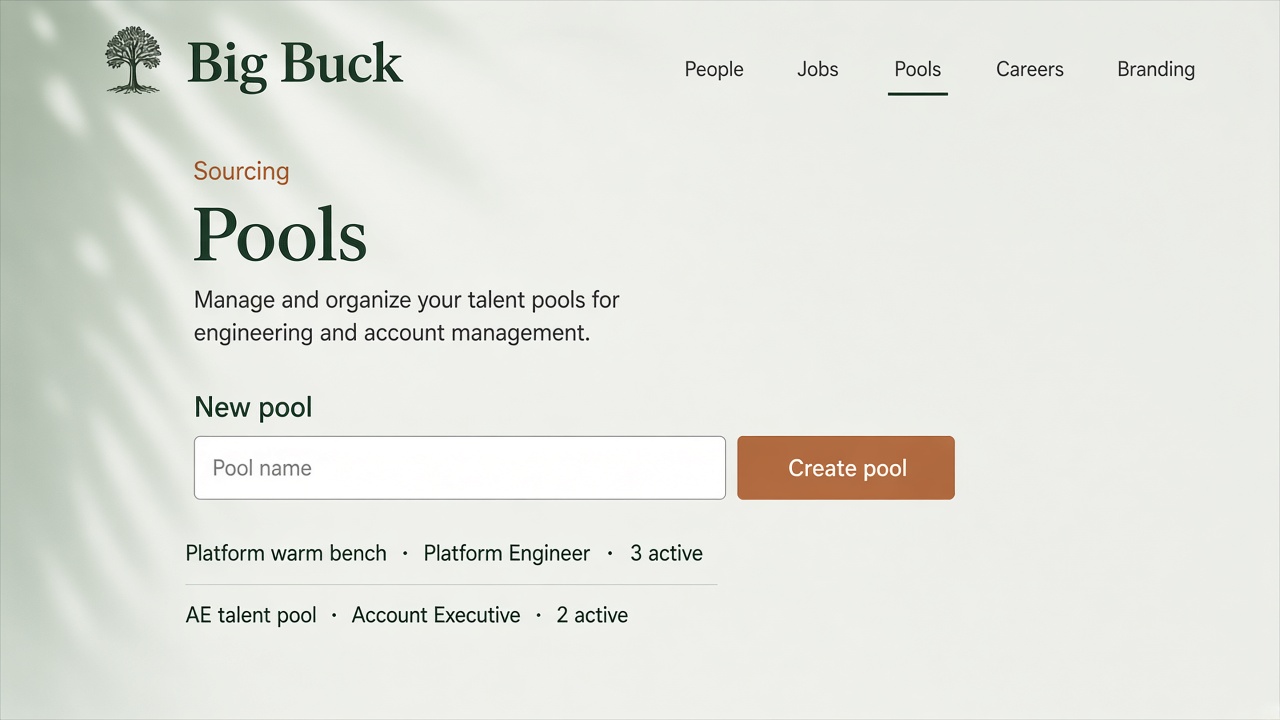 Big Buck
People Jobs Pools Careers Branding
Sourcing
Pools
Manage and organize your talent pools for
engineering and account management.
New pool
Pool name
Create pool
Platform warm bench · Platform Engineer · 3 active
AE talent pool · Account Executive · 2 active